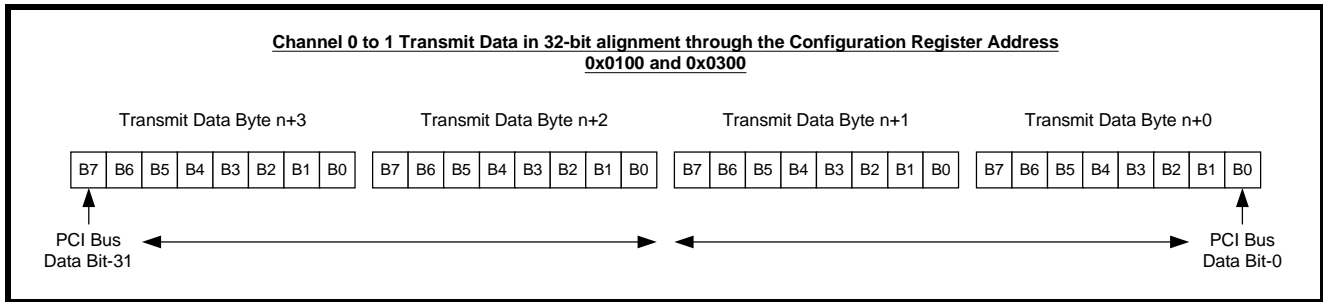 Channel 0 to 1 Transmit Data in 32-bit alignment through the Configuration Register Address
0x0100 and 0x0300
Transmit Data Byte n+3 Transmit Data Byte n+2 Transmit Data Byte n+1 Transmit Data Byte n+0
B7 B6 B5 B4 B3 B2 B1 B0 B7 B6 B5 B4 B3 B2 B1 B0 B7 B6 B5 B4 B3 B2 B1 B0 B7 B6 B5 B4 B3 B2 B1 B0
PCI Bus PCI Bus
Data Bit-31 Data Bit-0